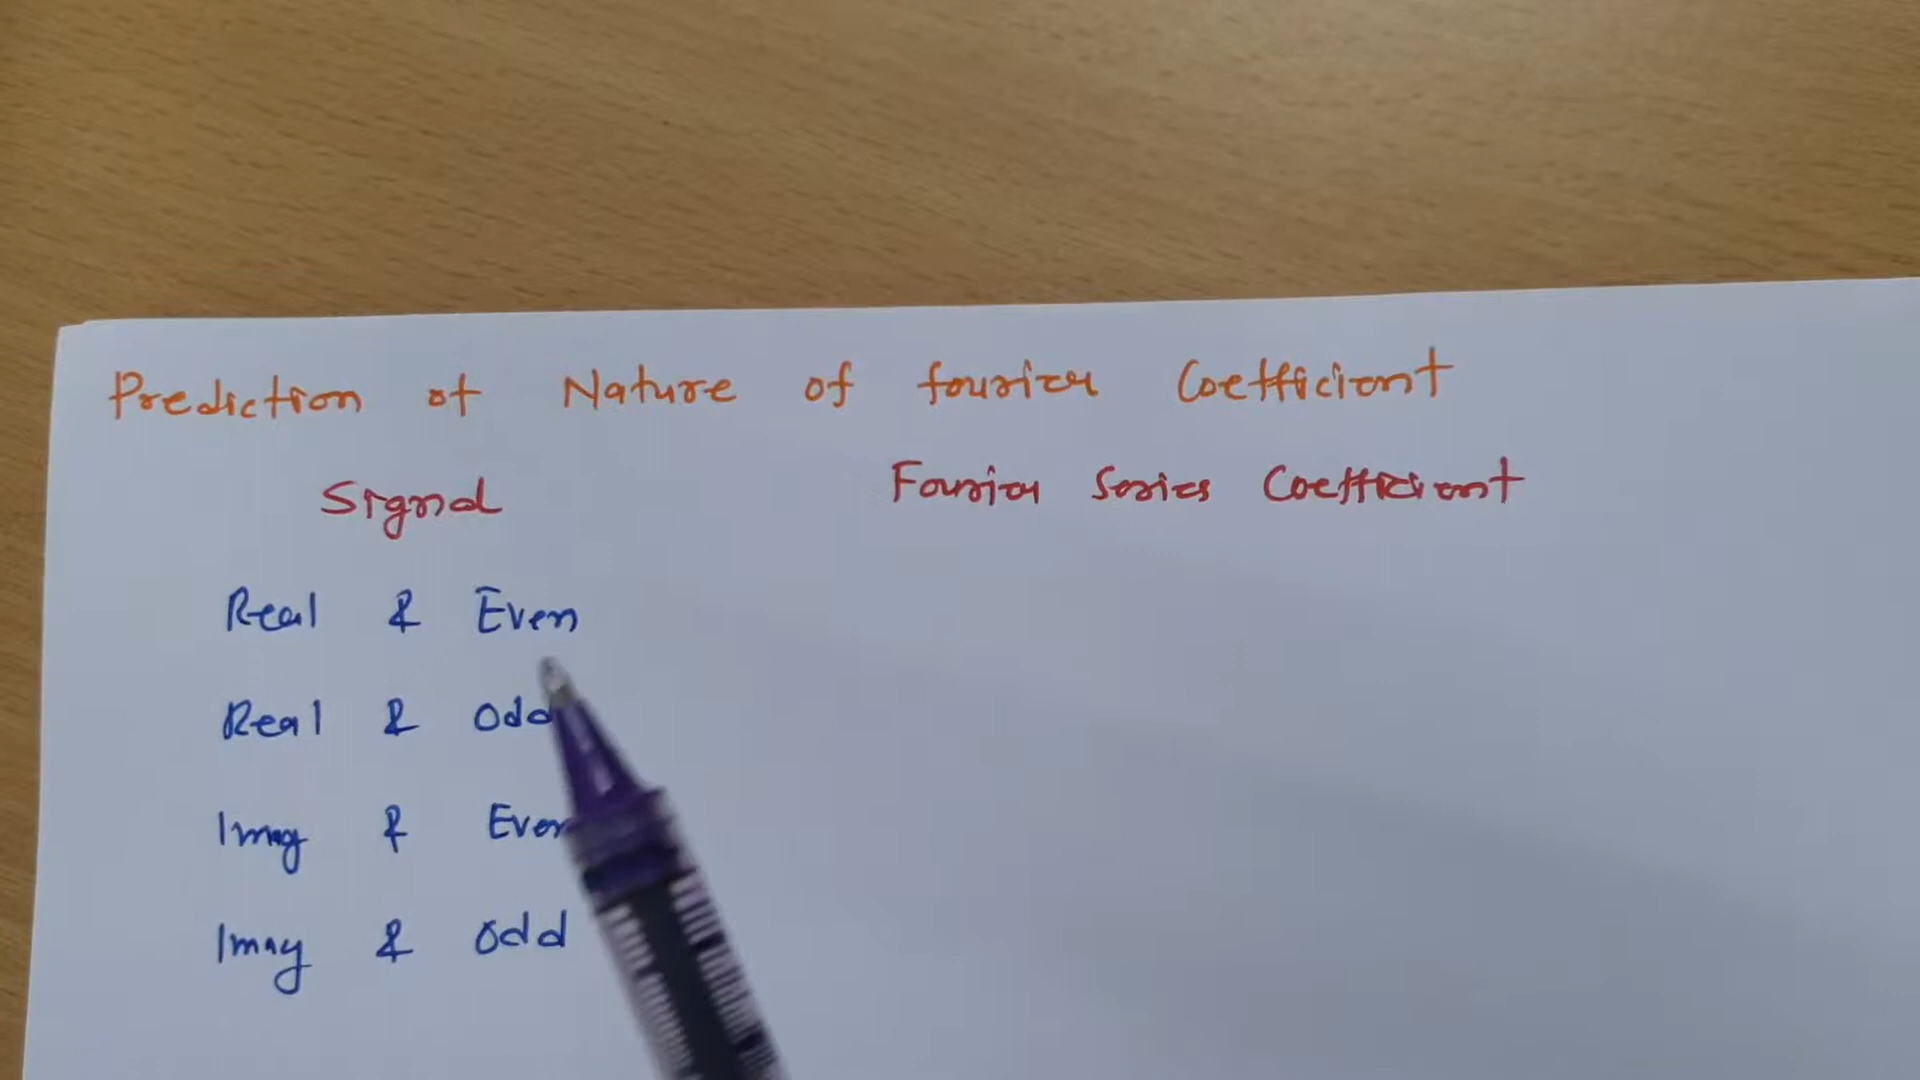 Prediction of Nature of fourier Coefficient
Signal Fourier Series Coefficient
Real & Even
Real & Odd
Imag & Even
Imag & Odd